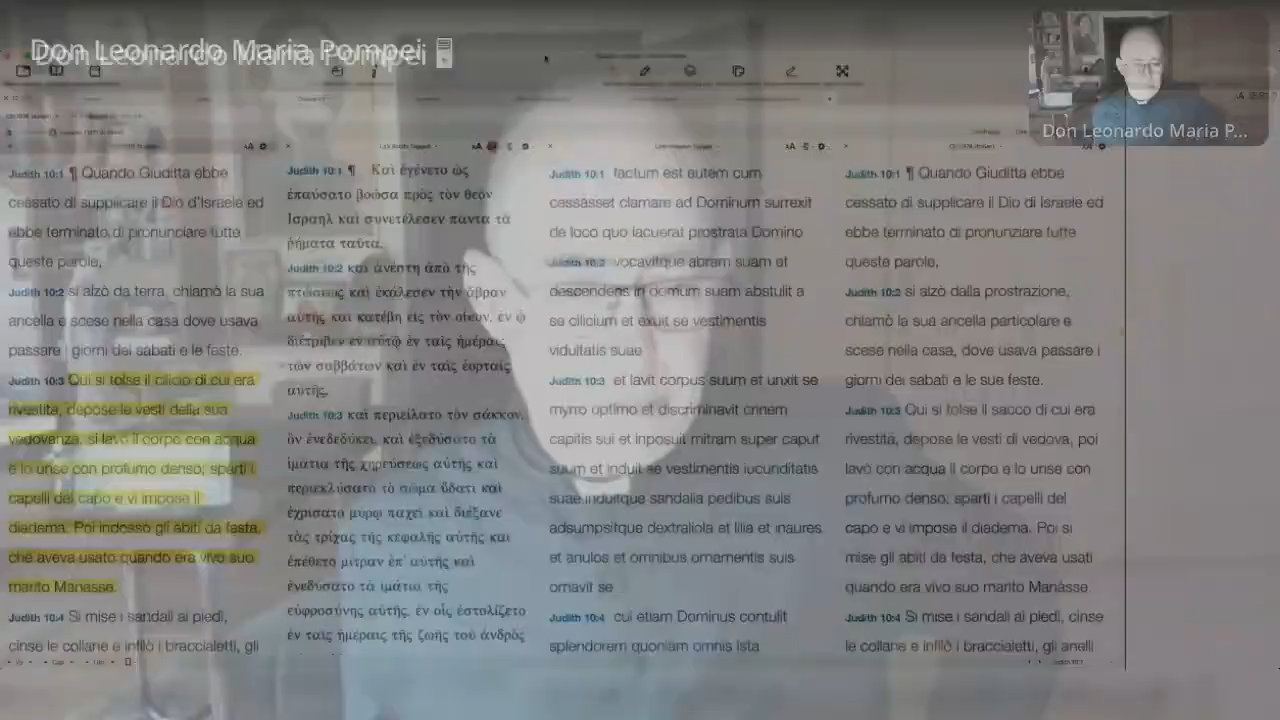 Don Leonardo Maria Pompei
Don Leonardo Maria P...
Judith 10:1 ¶ Quando Giuditta ebbe
cessato di supplicare il Dio d'Israele ed
ebbe terminato di pronunciare tutte
queste parole,
Judith 10:2 si alzò da terra, chiamò la sua
ancella e scese nella casa dove usava
passare i giorni dei sabati e le feste.
Judith 10:3 Qui si tolse il cilicio di cui era
rivestita, depose le vesti della sua
vedovanza, si lavò il corpo con acqua
e lo unse con profumo denso; spartì i
capelli del capo e vi impose il
diadema. Poi indossò gli abiti da festa,
che aveva usato quando era vivo suo
marito Manasse.
Judith 10:4 Si mise i sandali ai piedi,
cinse le collane e infilò i braccialetti, gli
Judith 10:1 ¶ Καὶ ἐγένετο ὡς
ἐπαύσατο βοῶσα πρὸς τὸν θεὸν
Ισραηλ καὶ συνετέλεσεν πάντα τὰ
ῥήματα ταῦτα,
Judith 10:2 καὶ ἀνέστη ἀπὸ τῆς
πτώσεως καὶ ἐκάλεσεν τὴν ἅβραν
αὐτῆς καὶ κατέβη εἰς τὸν οἶκον, ἐν ᾧ
διέτριβεν ἐν αὐτῷ ἐν ταῖς ἡμέραις
τῶν σαββάτων καὶ ἐν ταῖς ἑορταῖς
αὐτῆς,
Judith 10:3 καὶ περιείλατο τὸν σάκκον,
ὃν ἐνεδεδύκει, καὶ ἐξεδύσατο τὰ
ἱμάτια τῆς χηρεύσεως αὐτῆς καὶ
περιεκλύσατο τὸ σῶμα ὕδατι καὶ
ἐχρίσατο μύρῳ παχεῖ καὶ διέξανε
τὰς τρίχας τῆς κεφαλῆς αὐτῆς καὶ
ἐπέθετο μίτραν ἐπ᾽ αὐτῆς καὶ
ἐνεδύσατο τὰ ἱμάτια τῆς
εὐφροσύνης αὐτῆς, ἐν οἷς ἐστολίζετο
ἐν ταῖς ἡμέραις τῆς ζωῆς τοῦ ἀνδρὸς
Judith 10:1 factum est autem cum
cessasset clamare ad Dominum surrexit
de loco quo iacuerat prostrata Domino
Judith 10:2 vocavitque abram suam et
descendens in domum suam abstulit a
se cilicium et exuit se vestimentis
viduitatis suae
Judith 10:3 et lavit corpus suum et unxit se
myrro optimo et discriminavit crinem
capitis sui et inposuit mitram super caput
suum et induit se vestimentis iucunditatis
suae induitque sandalia pedibus suis
adsumpsitque dextraliola et lilia et inaures
et anulos et omnibus ornamentis suis
ornavit se
Judith 10:4 cui etiam Dominus contulit
splendorem quoniam omnis ista
Judith 10:1 ¶ Quando Giuditta ebbe
cessato di supplicare il Dio di Israele ed
ebbe terminato di pronunziare tutte
queste parole,
Judith 10:2 si alzò dalla prostrazione,
chiamò la sua ancella particolare e
scese nella casa, dove usava passare i
giorni dei sabati e le sue feste.
Judith 10:3 Qui si tolse il sacco di cui era
rivestita, depose le vesti di vedova, poi
lavò con acqua il corpo e lo unse con
profumo denso; spartì i capelli del
capo e vi impose il diadema. Poi si
mise gli abiti da festa, che aveva usati
quando era vivo suo marito Manàsse
Judith 10:4 Si mise i sandali ai piedi, cinse
le collane e infilò i braccialetti, gli anelli